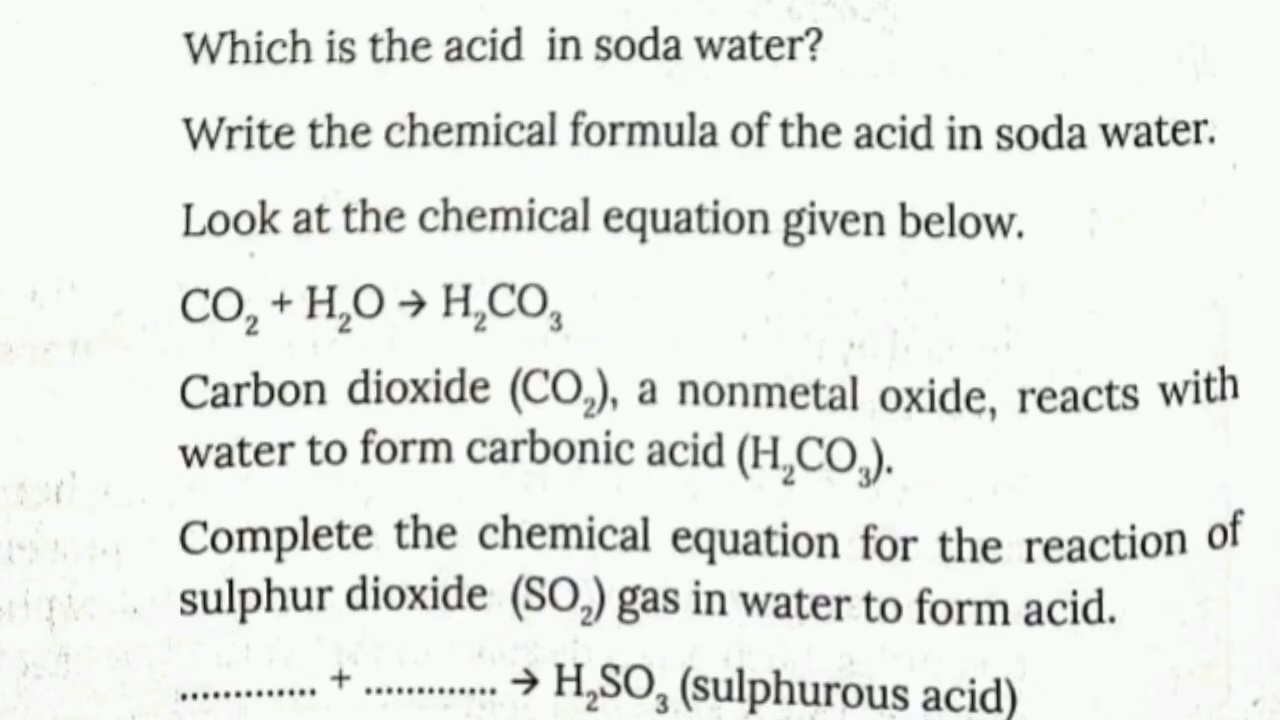 Which is the acid in soda water?
Write the chemical formula of the acid in soda water.
Look at the chemical equation given below.
CO₂ + H₂O → H₂CO₃
Carbon dioxide (CO₂), a nonmetal oxide, reacts with
water to form carbonic acid (H₂CO₃).
Complete the chemical equation for the reaction of
sulphur dioxide (SO₂) gas in water to form acid.
............. + ............. → H₂SO₃ (sulphurous acid)